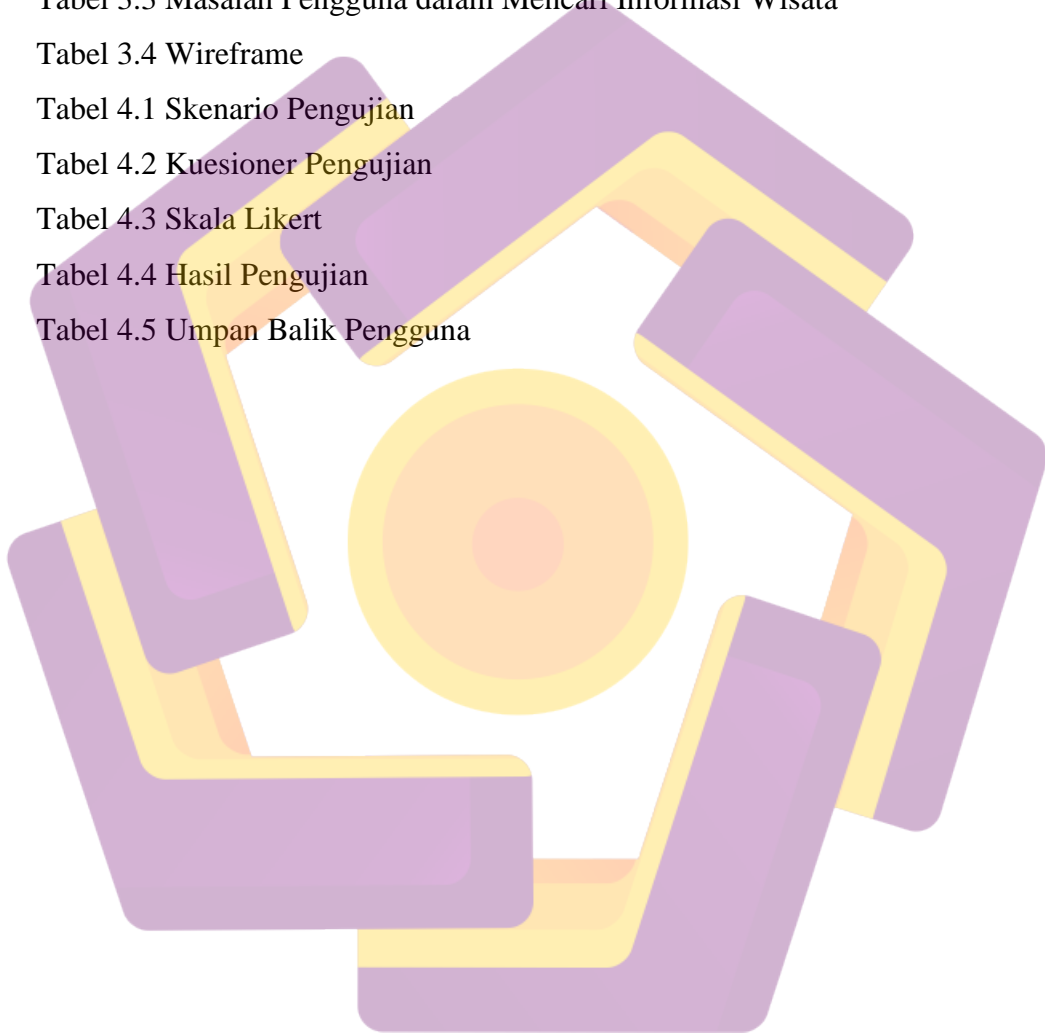 Tabel 3.3 Masalah Pengguna dalam Mencari Informasi Wisata
Tabel 3.4 Wireframe
Tabel 4.1 Skenario Pengujian
Tabel 4.2 Kuesioner Pengujian
Tabel 4.3 Skala Likert
Tabel 4.4 Hasil Pengujian
Tabel 4.5 Umpan Balik Pengguna